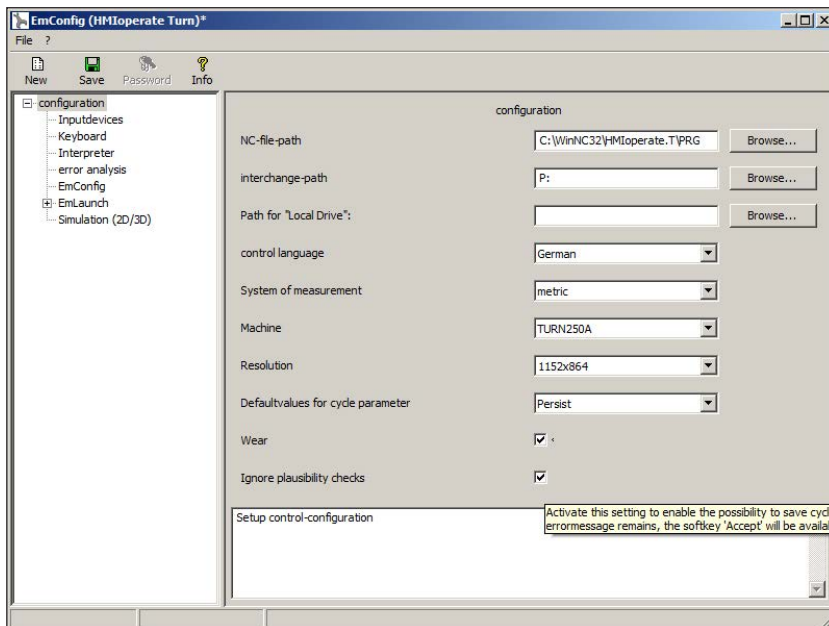 EmConfig (HMIoperate Turn)*
File ?
New Save Password Info
configuration
Inputdevices
Keyboard
Interpreter
error analysis
EmConfig
EmLaunch
Simulation (2D/3D)
configuration
NC-file-path C:\WinNC32\HMIoperate.T\PRG Browse...
interchange-path P: Browse...
Path for "Local Drive": Browse...
control language German
System of measurement metric
Machine TURN250A
Resolution 1152x864
Defaultvalues for cycle parameter Persist
Wear
Ignore plausibility checks
Setup control-configuration
Activate this setting to enable the possibility to save cycl
errormessage remains, the softkey 'Accept' will be availa